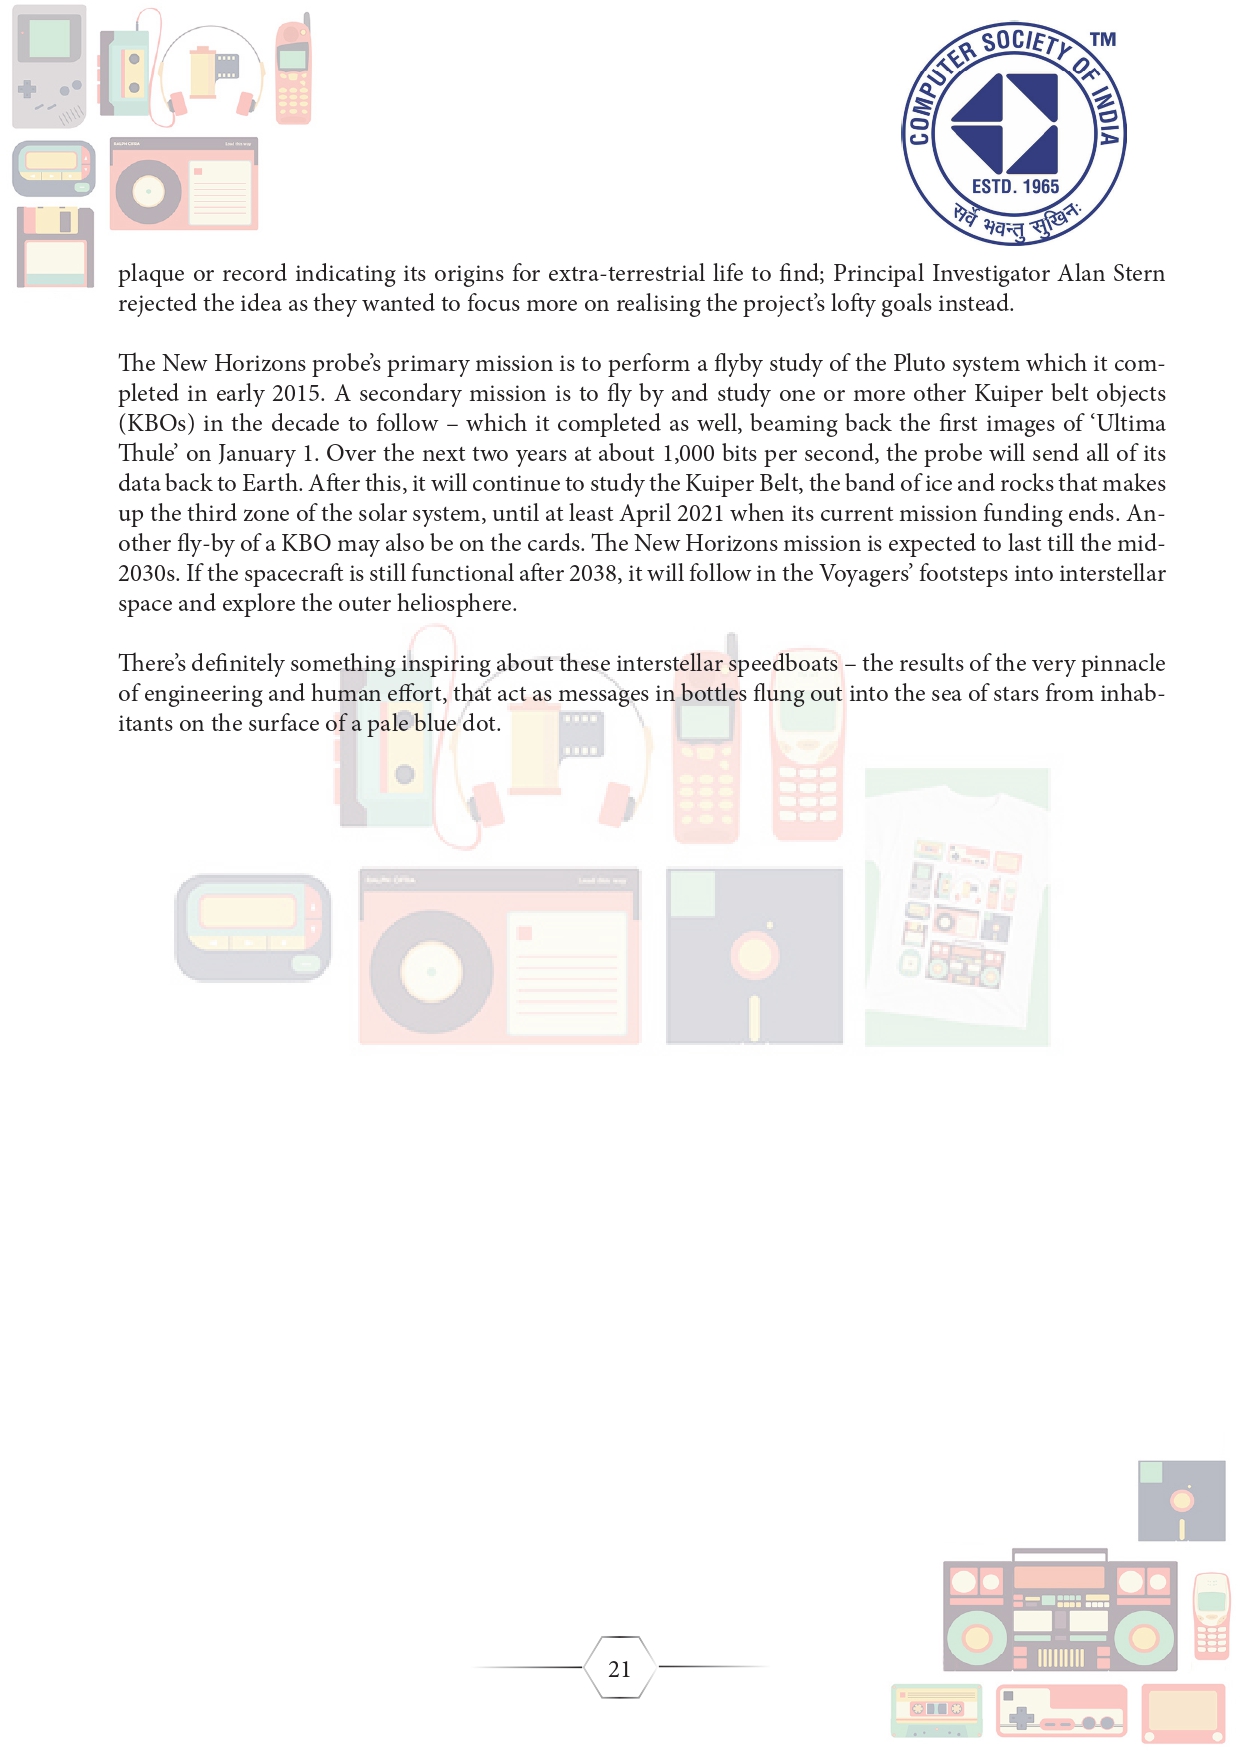 COMPUTER SOCIETY OF INDIA
TM
ESTD. 1965
सर्वे भवन्तु सुखिनः
plaque or record indicating its origins for extra-terrestrial life to find; Principal Investigator Alan Stern
rejected the idea as they wanted to focus more on realising the project's lofty goals instead.
The New Horizons probe's primary mission is to perform a flyby study of the Pluto system which it com-
pleted in early 2015. A secondary mission is to fly by and study one or more other Kuiper belt objects
(KBOs) in the decade to follow – which it completed as well, beaming back the first images of ‘Ultima
Thule’ on January 1. Over the next two years at about 1,000 bits per second, the probe will send all of its
data back to Earth. After this, it will continue to study the Kuiper Belt, the band of ice and rocks that makes
up the third zone of the solar system, until at least April 2021 when its current mission funding ends. An-
other fly-by of a KBO may also be on the cards. The New Horizons mission is expected to last till the mid-
2030s. If the spacecraft is still functional after 2038, it will follow in the Voyagers’ footsteps into interstellar
space and explore the outer heliosphere.
There’s definitely something inspiring about these interstellar speedboats – the results of the very pinnacle
of engineering and human effort, that act as messages in bottles flung out into the sea of stars from inhab-
itants on the surface of a pale blue dot.
21